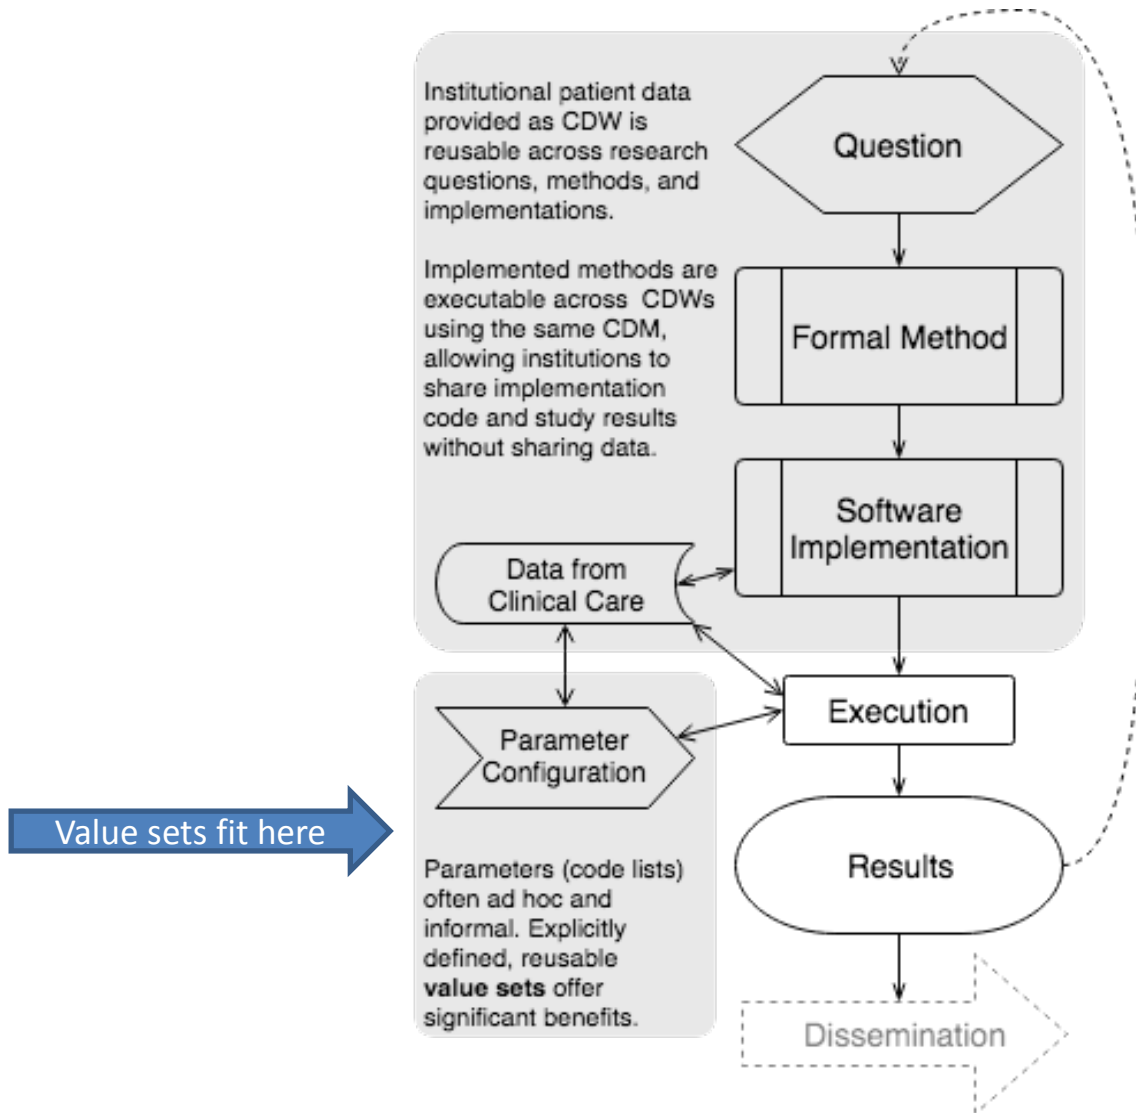 Institutional patient data
provided as CDW is
reusable across research
questions, methods, and
implementations.
Implemented methods are
executable across CDWs
using the same CDM,
allowing institutions to
share implementation
code and study results
without sharing data.
Question
Formal Method
Software
Implementation
Data from
Clinical Care
Execution
Parameter
Configuration
Value sets fit here
Parameters (code lists)
often ad hoc and
informal. Explicitly
defined, reusable
value sets offer
significant benefits.
Results
Dissemination